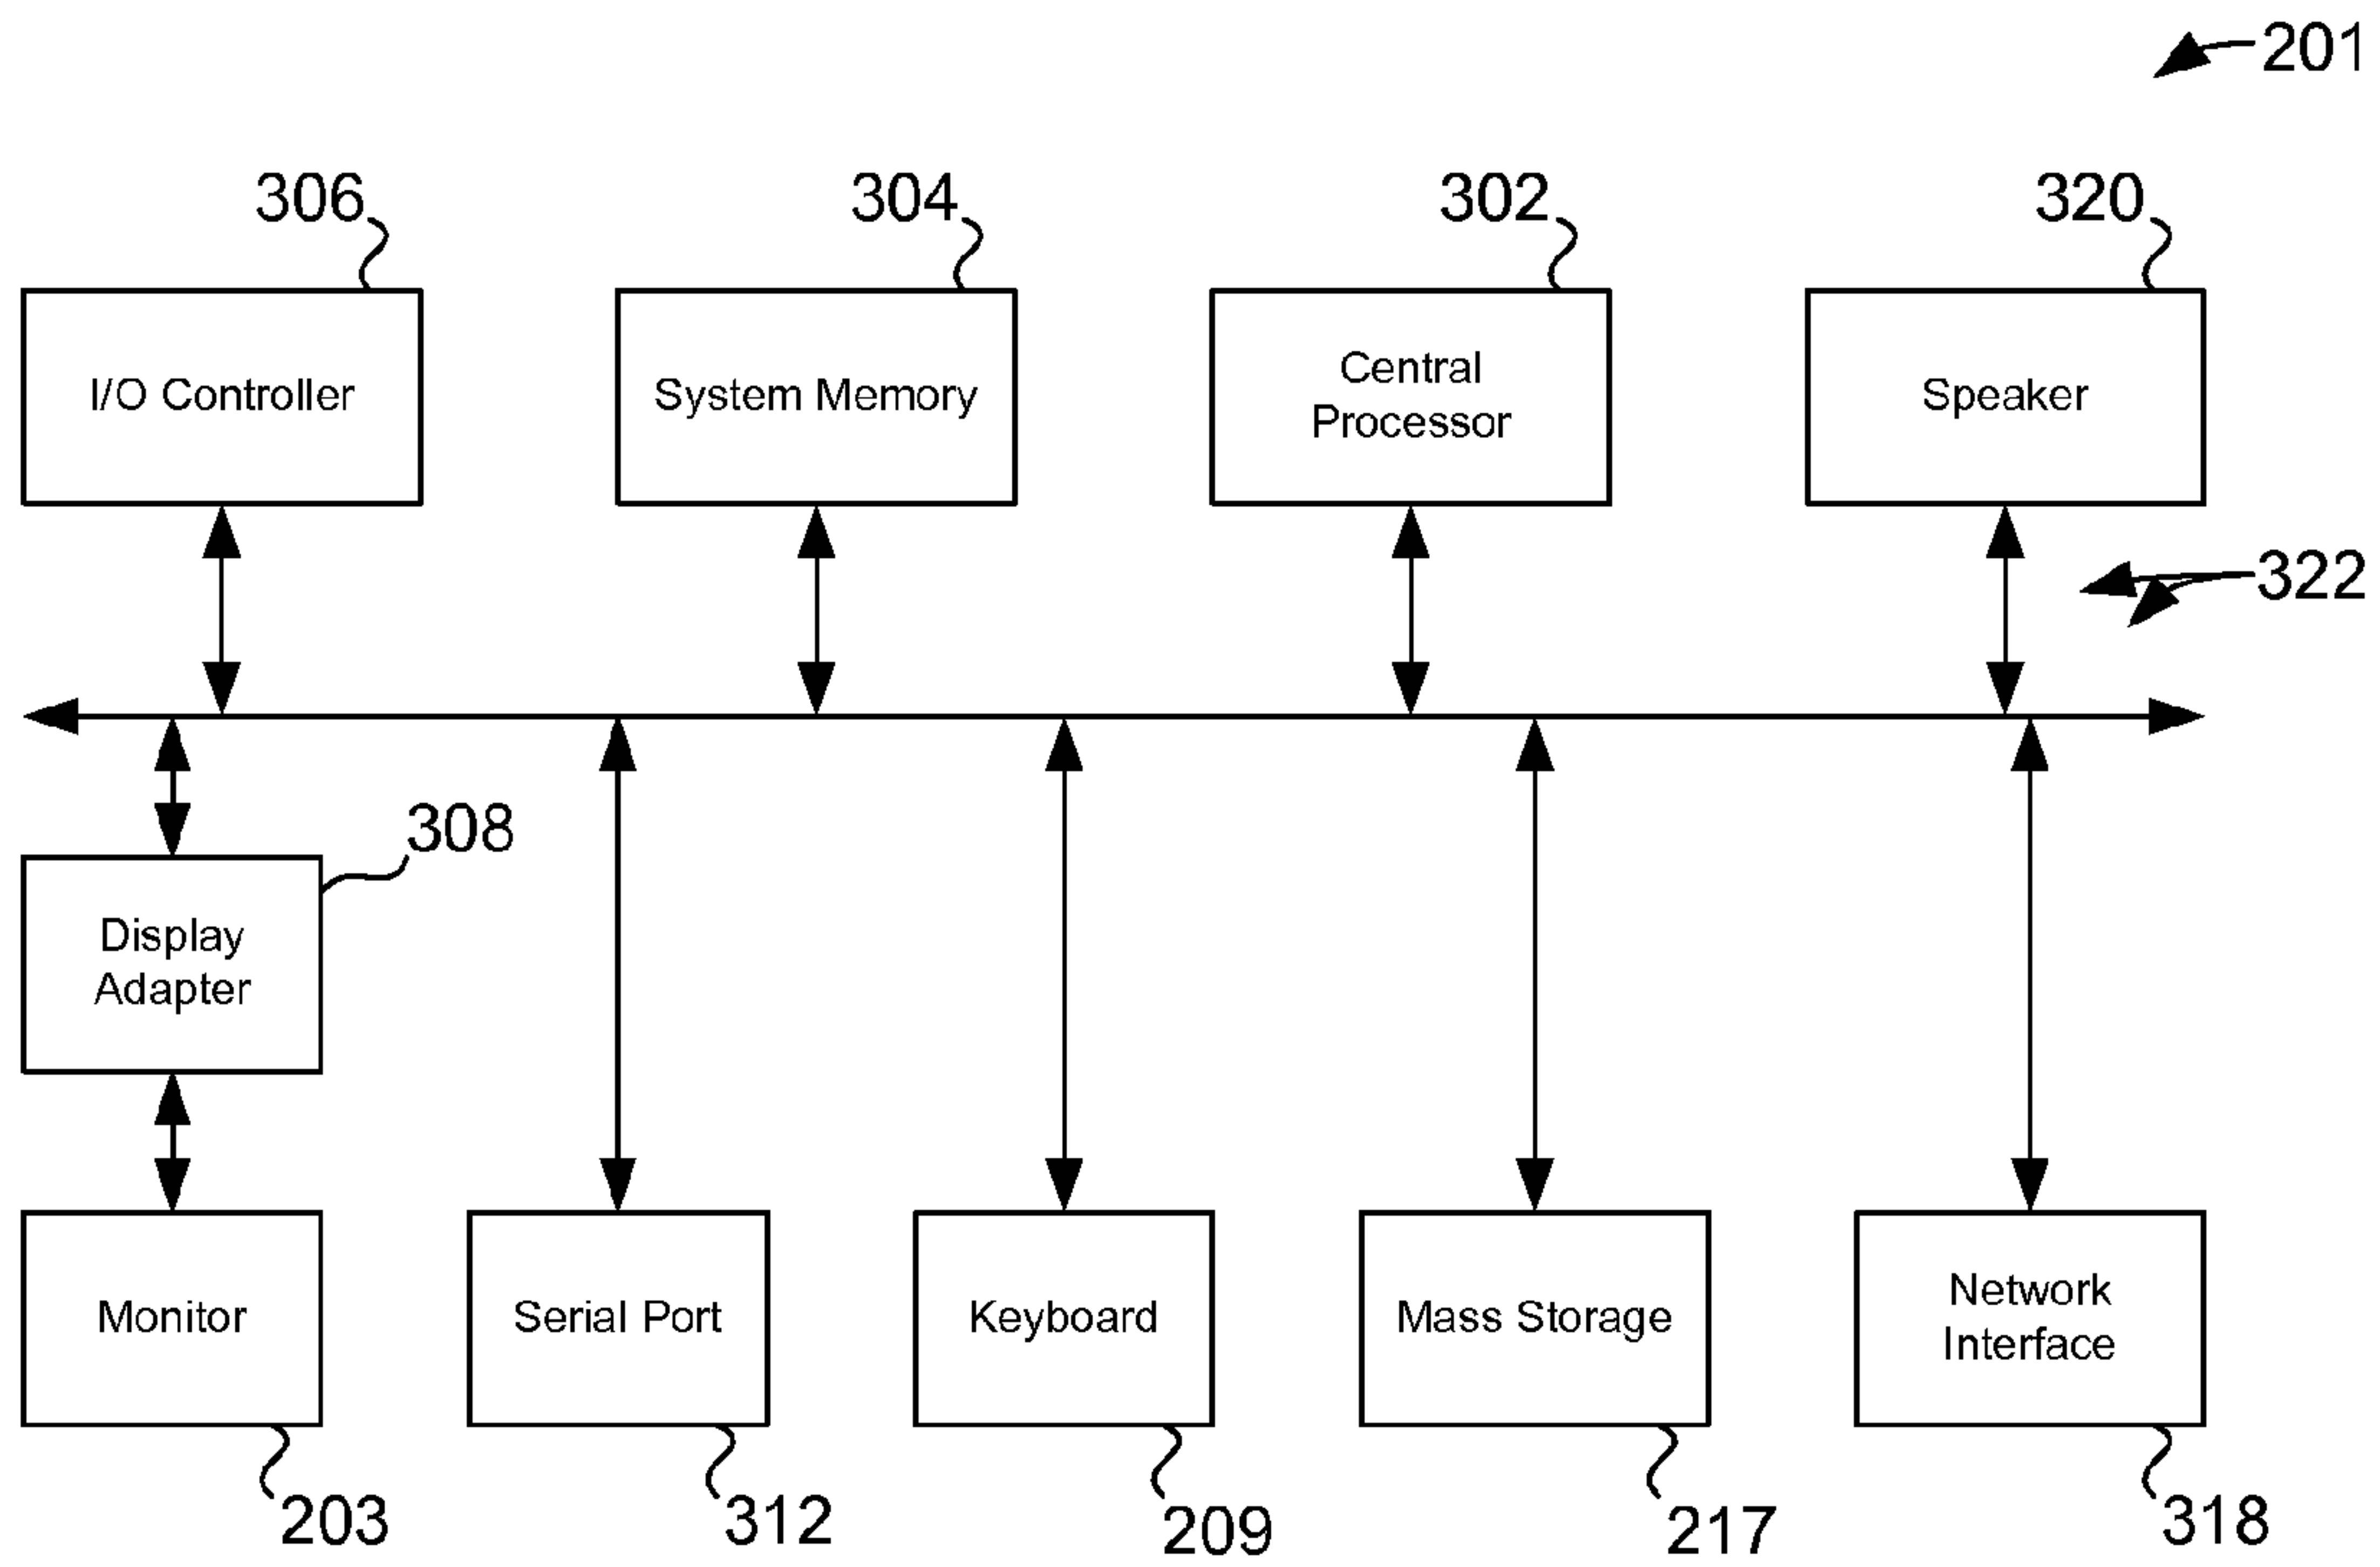 201
306
304
302
320
I/O Controller
System Memory
Central
Processor
Speaker
322
308
Display
Adapter
Monitor
Serial Port
Keyboard
Mass Storage
Network
Interface
203
312
209
217
318